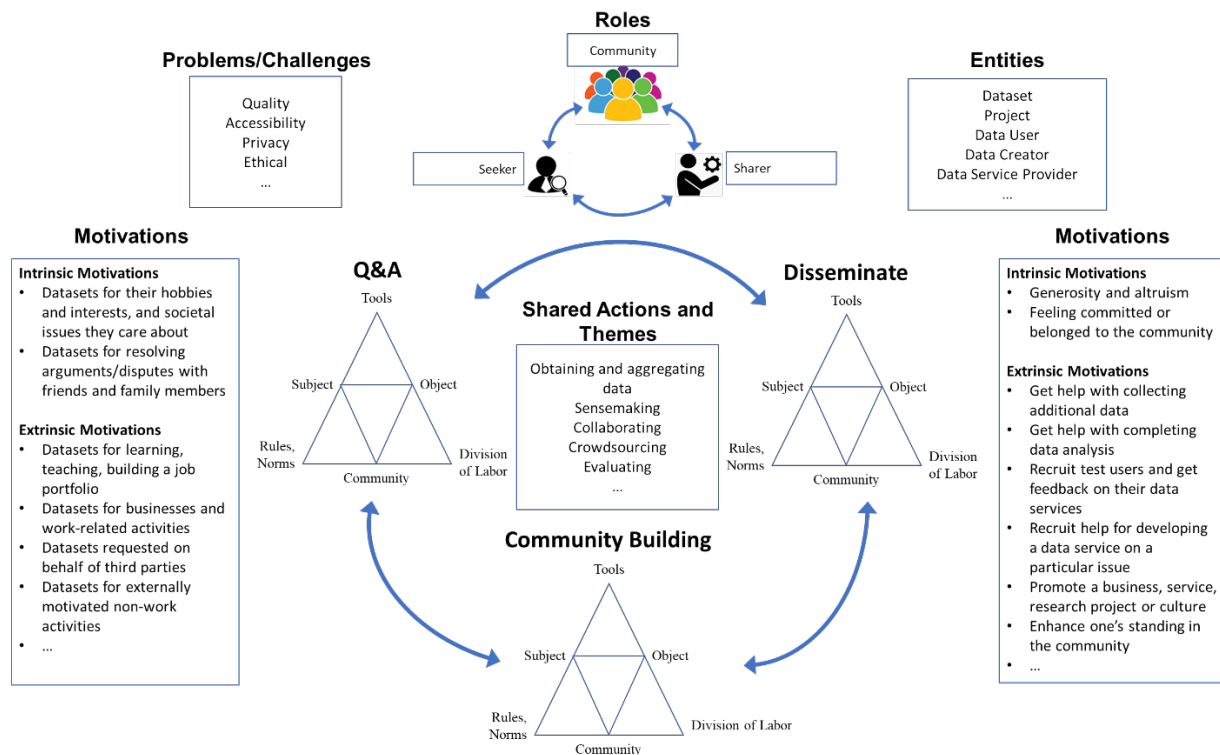 Roles
Community
Problems/Challenges
Quality
Accessibility
Privacy
Ethical
...
Entities
Dataset
Project
Data User
Data Creator
Data Service Provider
...
Seeker
Sharer
Motivations
Intrinsic Motivations
• Datasets for their hobbies
and interests, and societal
issues they care about
• Datasets for resolving
arguments/disputes with
friends and family members
Extrinsic Motivations
• Datasets for learning,
teaching, building a job
portfolio
• Datasets for businesses and
work-related activities
• Datasets requested on
behalf of third parties
• Datasets for externally
motivated non-work
activities
• ...
Q&A
Tools
Subject
Object
Rules,
Norms
Community
Division
of Labor
Shared Actions and
Themes
Obtaining and aggregating
data
Sensemaking
Collaborating
Crowdsourcing
Evaluating
...
Disseminate
Tools
Subject
Object
Rules,
Norms
Community
Division
of Labor
Motivations
Intrinsic Motivations
• Generosity and altruism
• Feeling committed or
belonged to the community
Extrinsic Motivations
• Get help with collecting
additional data
• Get help with completing
data analysis
• Recruit test users and get
feedback on their data
services
• Recruit help for developing
a data service on a
particular issue
• Promote a business, service,
research project or culture
• Enhance one's standing in
the community
• ...
Community Building
Tools
Subject
Object
Rules,
Norms
Community
Division of Labor